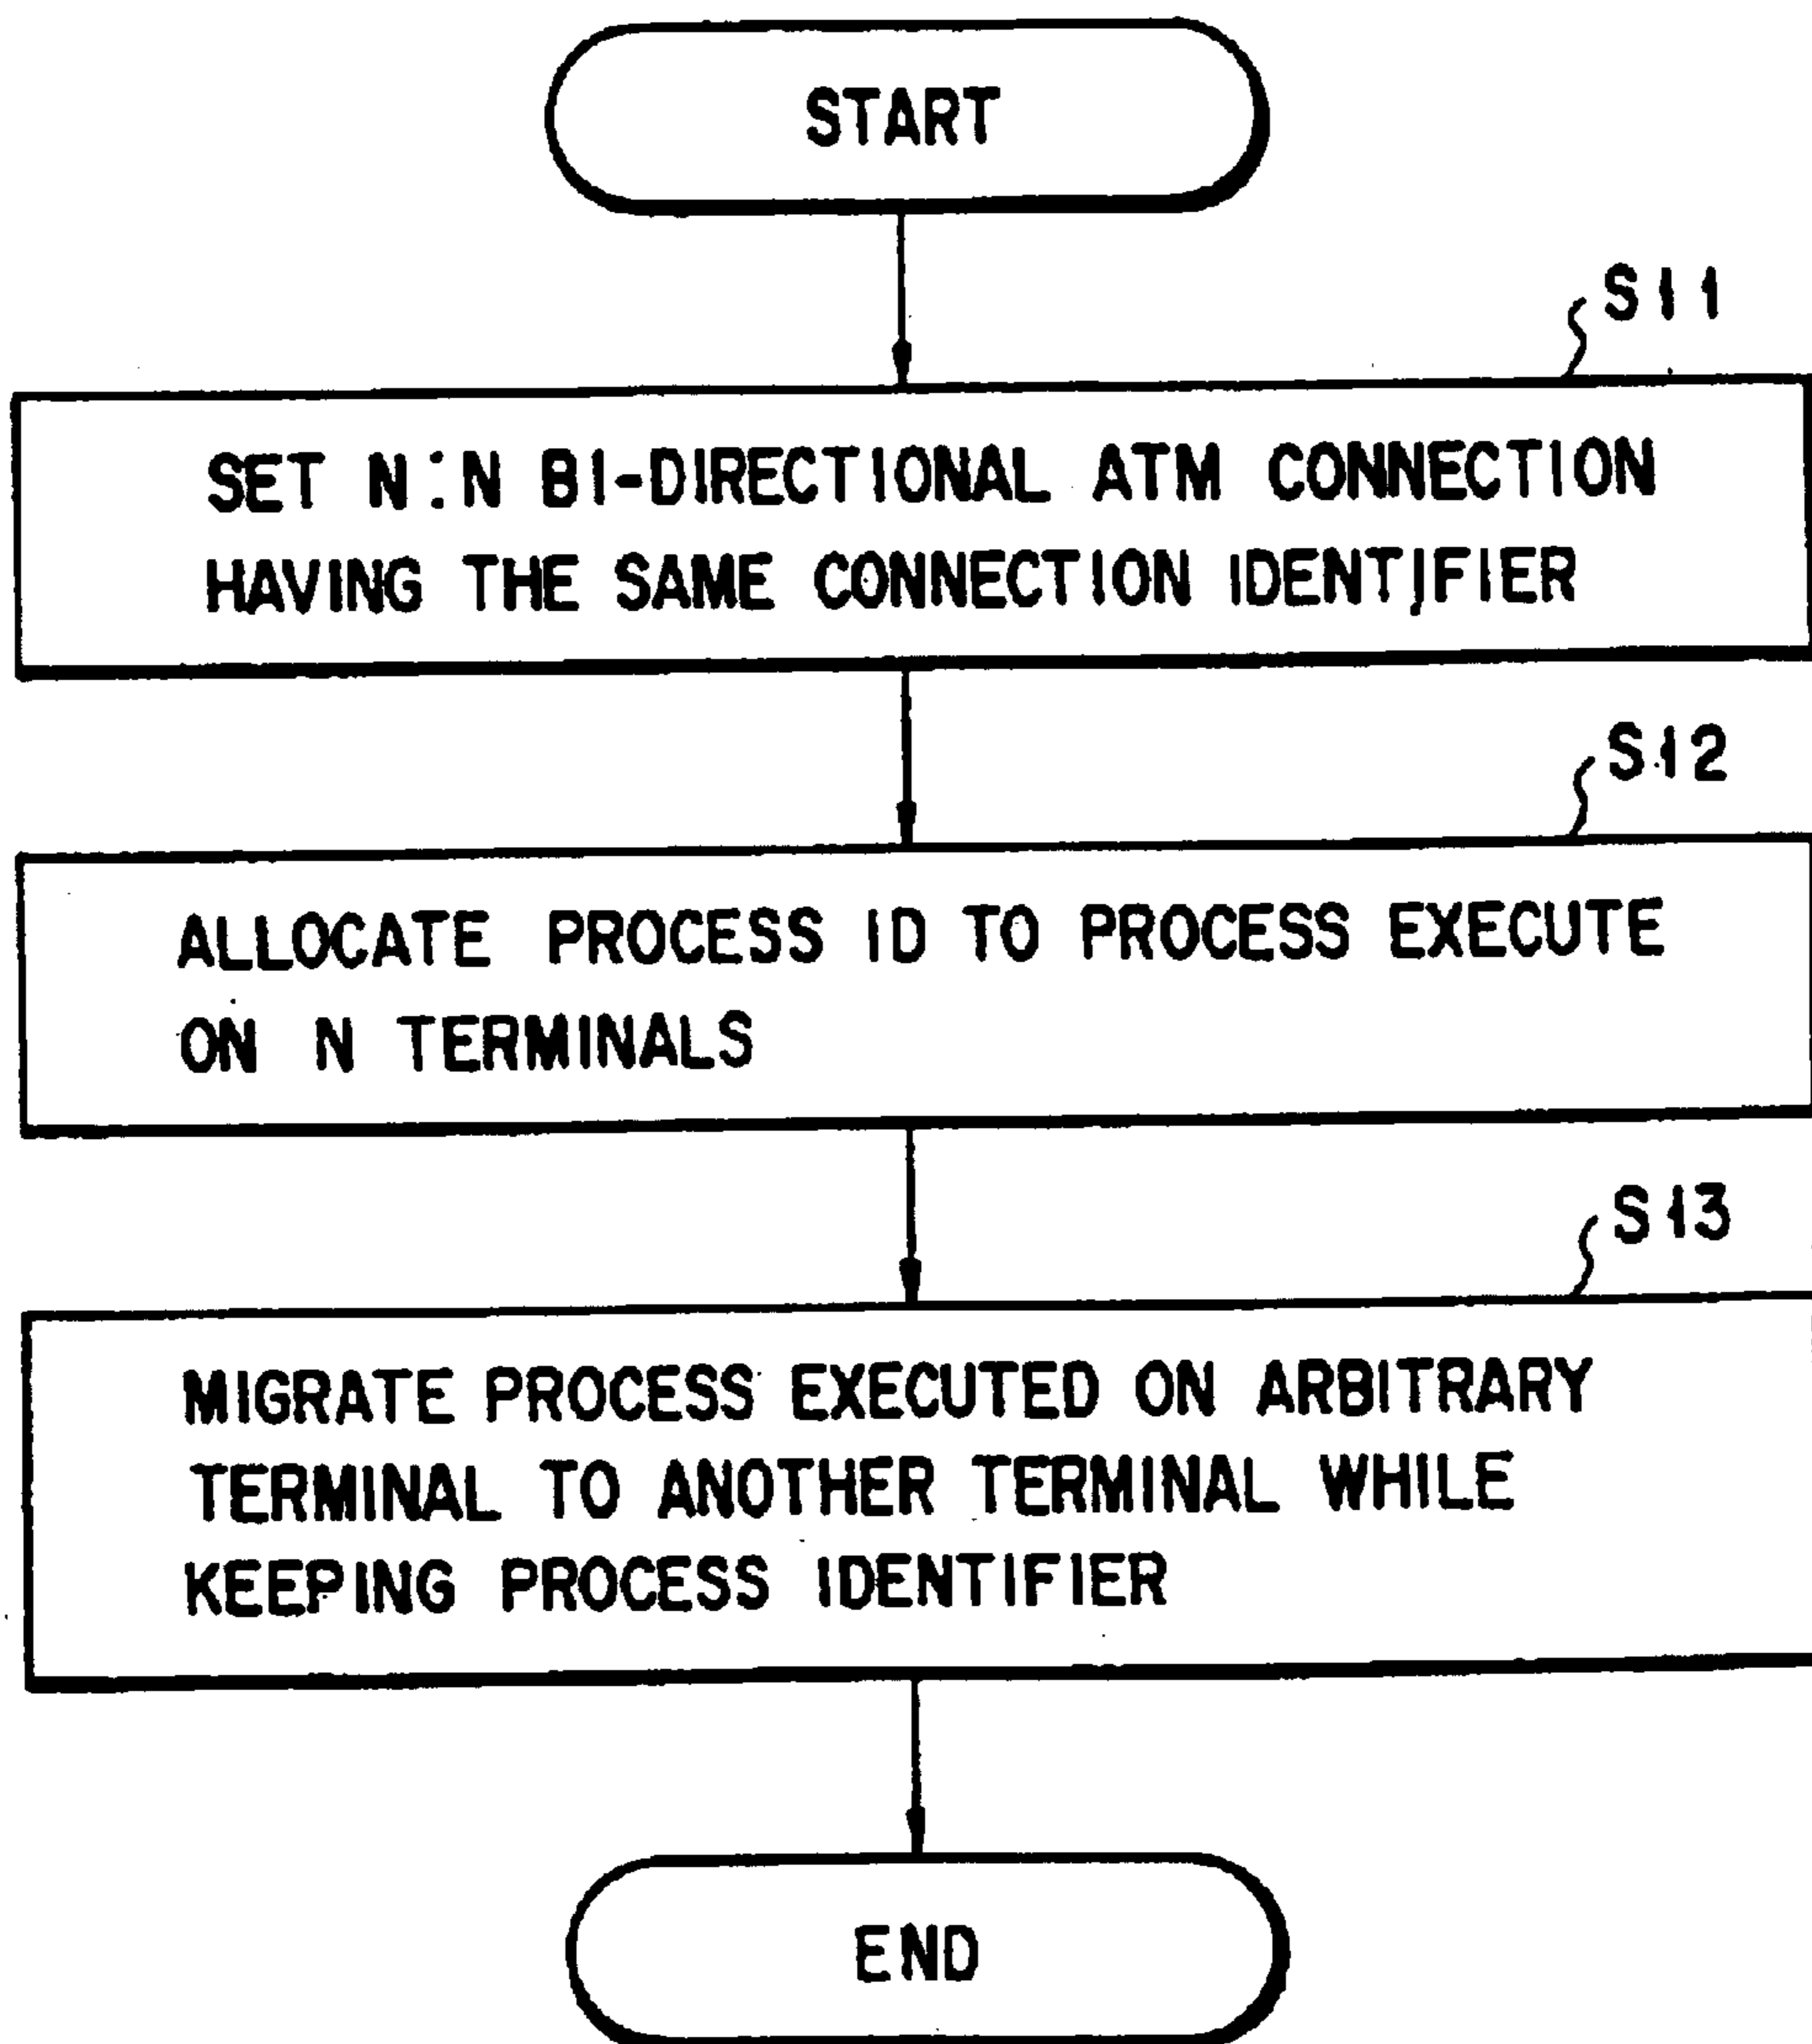 START
S11
SET N:N BI-DIRECTIONAL ATM CONNECTION
HAVING THE SAME CONNECTION IDENTIFIER
S12
ALLOCATE PROCESS ID TO PROCESS EXECUTE
ON N TERMINALS
S13
MIGRATE PROCESS EXECUTED ON ARBITRARY
TERMINAL TO ANOTHER TERMINAL WHILE
KEEPING PROCESS IDENTIFIER
END